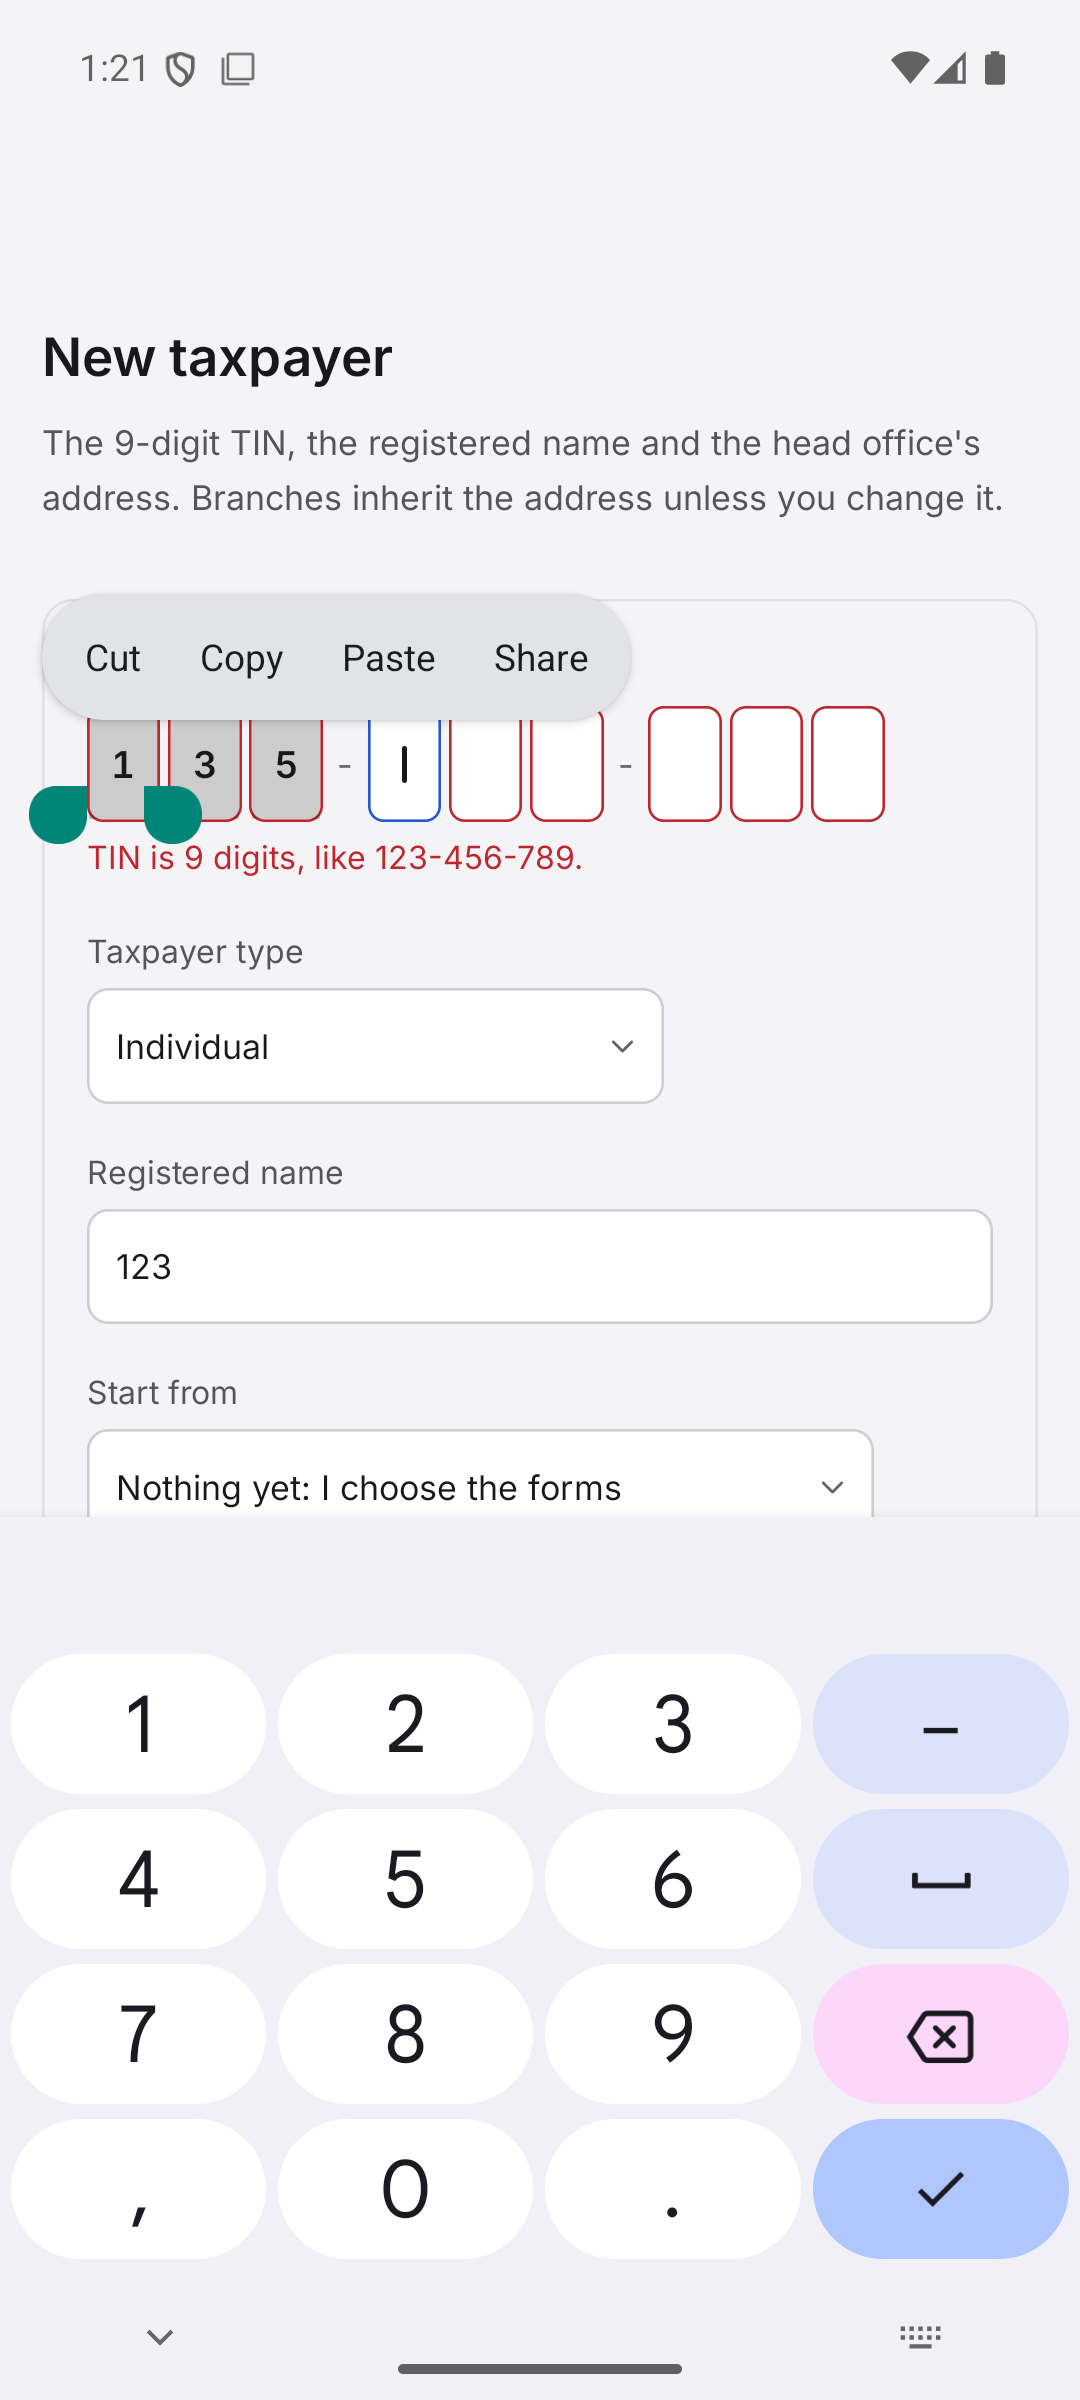 1:21
New taxpayer
The 9-digit TIN, the registered name and the head office's
address. Branches inherit the address unless you change it.
Cut Copy Paste Share
1 3 5 - -
TIN is 9 digits, like 123-456-789.
Taxpayer type
Individual
Registered name
123
Start from
Nothing yet: I choose the forms
1 2 3 –
4 5 6
7 8 9
, 0 .